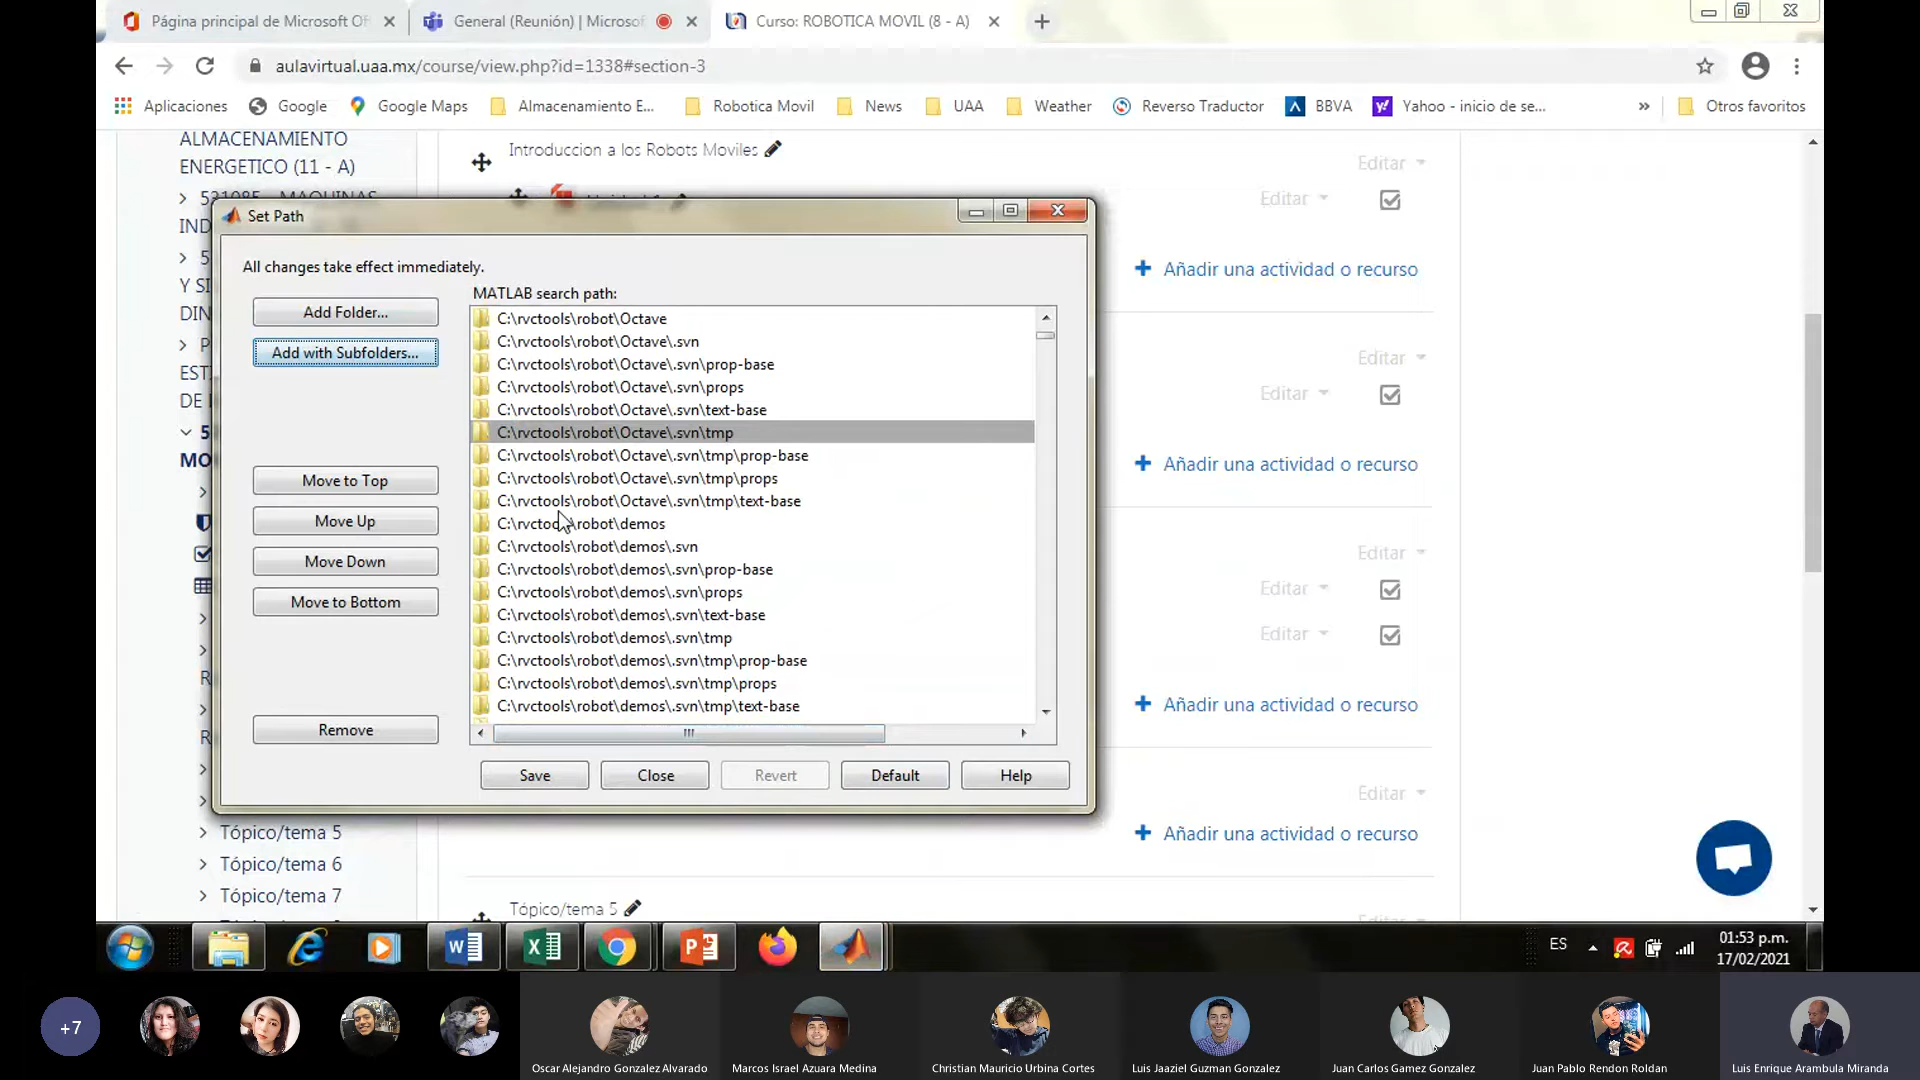 Página principal de Microsoft Of
General (Reunión) | Microsof
Curso: ROBOTICA MOVIL (8 - A)
aulavirtual.uaa.mx/course/view.php?id=1338#section-3
Aplicaciones
Google
Google Maps
Almacenamiento E...
Robotica Movil
News
UAA
Weather
Reverso Traductor
BBVA
Yahoo - inicio de se...
»
Otros favoritos
ALMACENAMIENTO
ENERGETICO (11 - A)
IND
Y SI
DIN
P
EST
DE
5
MO
R
R
Tópico/tema 5
Tópico/tema 6
Tópico/tema 7
Introduccion a los Robots Moviles
Editar
Editar
Añadir una actividad o recurso
Editar
Editar
Añadir una actividad o recurso
Editar
Editar
Editar
Añadir una actividad o recurso
Editar
Añadir una actividad o recurso
Tópico/tema 5
Set Path
All changes take effect immediately.
MATLAB search path:
Add Folder...
Add with Subfolders...
Move to Top
Move Up
Move Down
Move to Bottom
Remove
C:\rvctools\robot\Octave
C:\rvctools\robot\Octave\.svn
C:\rvctools\robot\Octave\.svn\prop-base
C:\rvctools\robot\Octave\.svn\props
C:\rvctools\robot\Octave\.svn\text-base
C:\rvctools\robot\Octave\.svn\tmp
C:\rvctools\robot\Octave\.svn\tmp\prop-base
C:\rvctools\robot\Octave\.svn\tmp\props
C:\rvctools\robot\Octave\.svn\tmp\text-base
C:\rvctools\robot\demos
C:\rvctools\robot\demos\.svn
C:\rvctools\robot\demos\.svn\prop-base
C:\rvctools\robot\demos\.svn\props
C:\rvctools\robot\demos\.svn\text-base
C:\rvctools\robot\demos\.svn\tmp
C:\rvctools\robot\demos\.svn\tmp\prop-base
C:\rvctools\robot\demos\.svn\tmp\props
C:\rvctools\robot\demos\.svn\tmp\text-base
Save
Close
Revert
Default
Help
ES
01:53 p.m.
17/02/2021
+7
Oscar Alejandro Gonzalez Alvarado
Marcos Israel Azuara Medina
Christian Mauricio Urbina Cortes
Luis Jaaziel Guzman Gonzalez
Juan Carlos Gamez Gonzalez
Juan Pablo Rendon Roldan
Luis Enrique Arambula Miranda